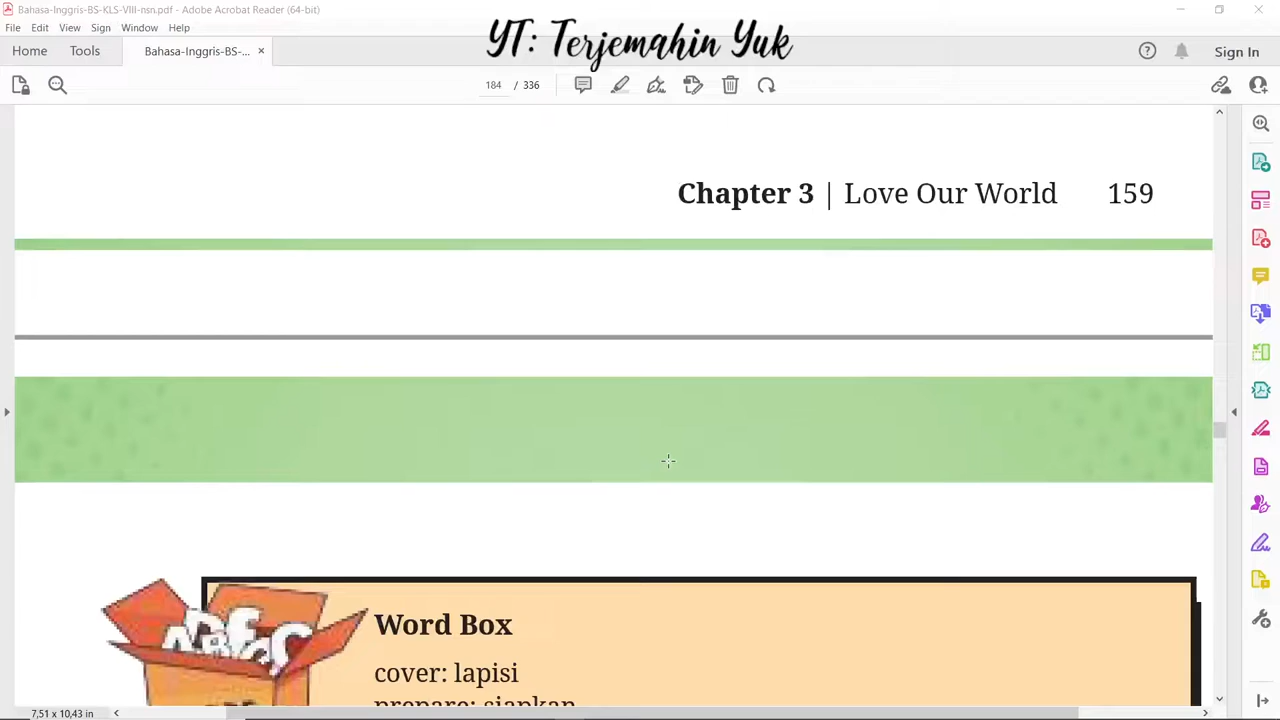 Bahasa-Inggris-BS-KLS-VIII-nsn.pdf - Adobe Acrobat Reader (64-bit)
File Edit View Sign Window Help
YT: Terjemahin Yuk
Home Tools Bahasa-Inggris-BS-... × Sign In
184 / 336
Chapter 3 | Love Our World 159
Word Box
cover: lapisi
prepare: siapkan
7,51 x 10,43 in